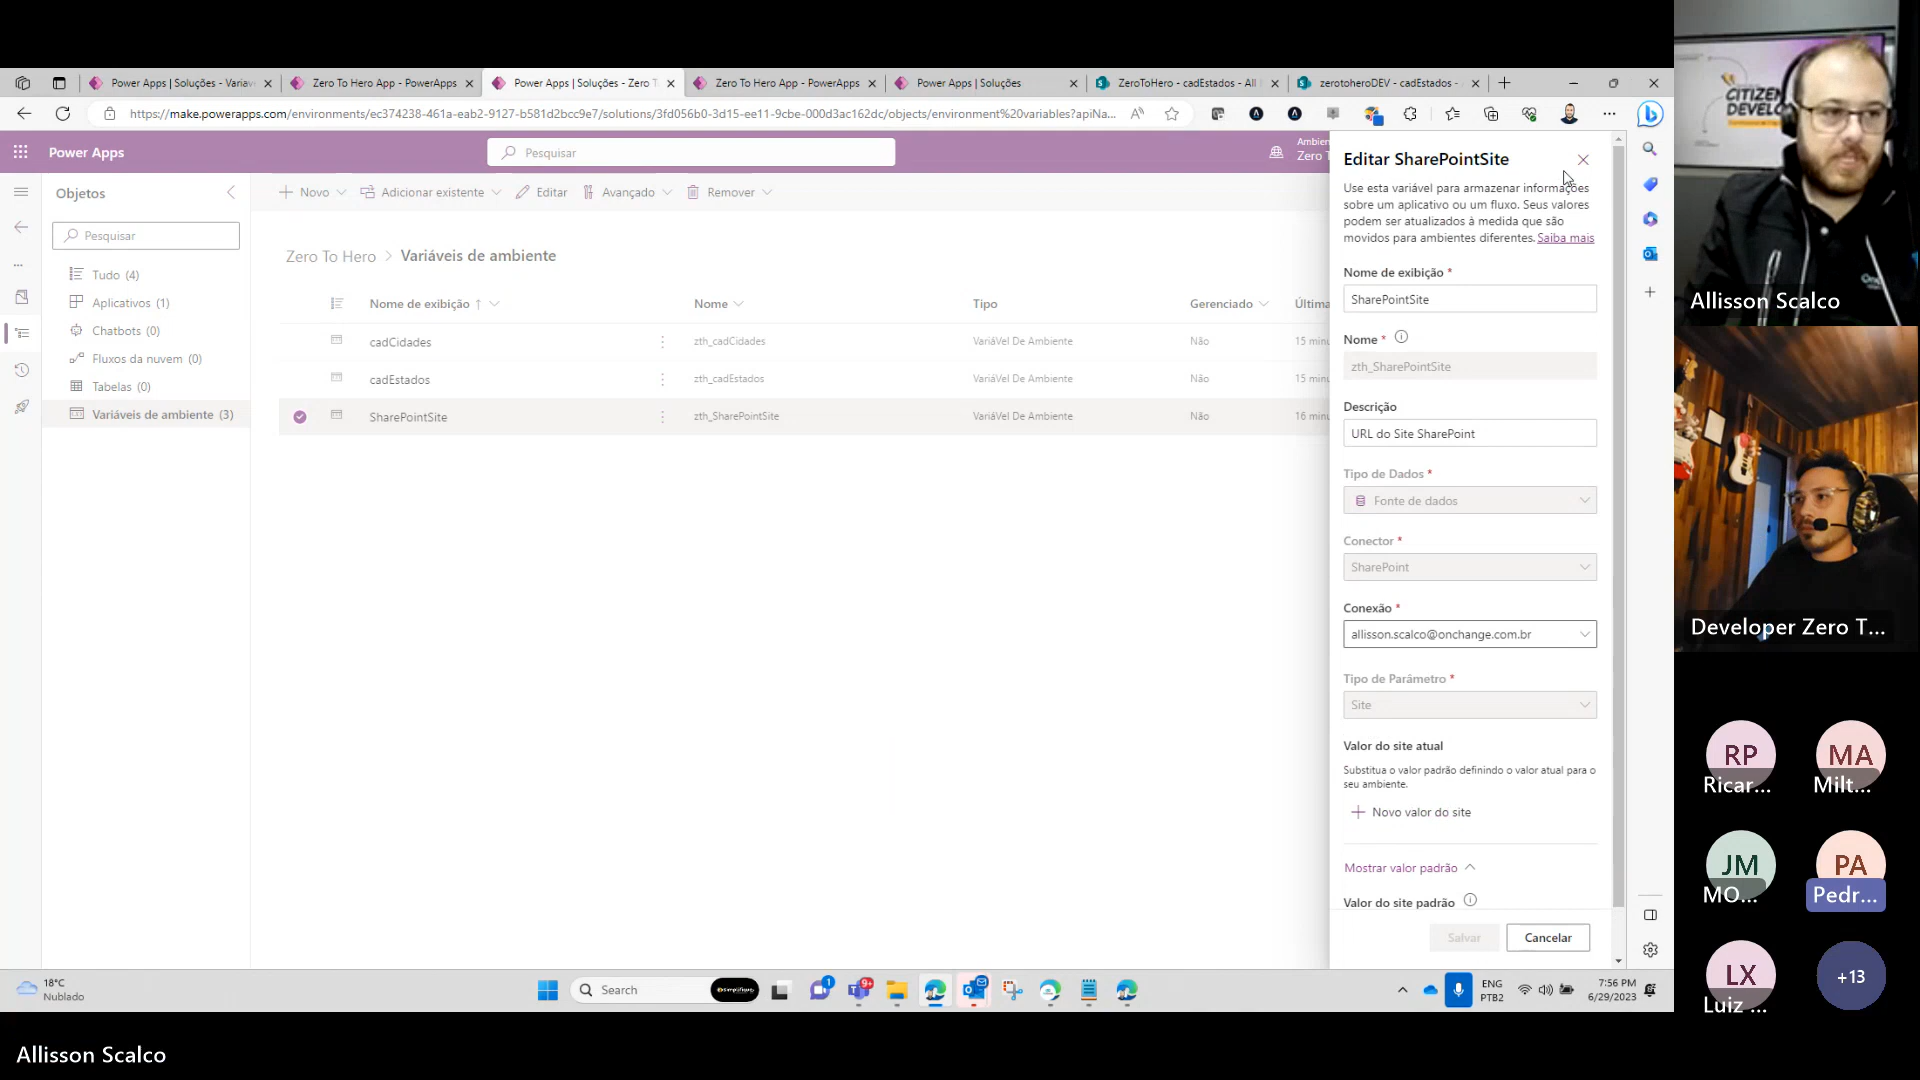 Power Apps | Soluções - Variav
Zero To Hero App - PowerApps
Power Apps | Soluções - Zero T
Zero To Hero App - PowerApps
Power Apps | Soluções
ZeroToHero - cadEstados - All
zerotoheroDEV - cadEstados -
https://make.powerapps.com/environments/ec374238-461a-eab2-9127-b581d2bcc9e7/solutions/3fd056b0-3d15-ee11-9cbe-000d3ac162dc/objects/environment%20variables?apiNa...
Power Apps
Pesquisar
Ambien
Zero T
Objetos
Pesquisar
Tudo (4)
Aplicativos (1)
Chatbots (0)
Fluxos da nuvem (0)
Tabelas (0)
Variáveis de ambiente (3)
Novo
Adicionar existente
Editar
Avançado
Remover
Zero To Hero > Variáveis de ambiente
Nome de exibição ↑ Nome Tipo Gerenciado Última
cadCidades zth_cadCidades VariáVel De Ambiente Não 15 minu
cadEstados zth_cadEstados VariáVel De Ambiente Não 15 minu
SharePointSite zth_SharePointSite VariáVel De Ambiente Não 16 minu
Editar SharePointSite
Use esta variável para armazenar informações
sobre um aplicativo ou um fluxo. Seus valores
podem ser atualizados à medida que são
movidos para ambientes diferentes. Saiba mais
Nome de exibição *
SharePointSite
Nome *
zth_SharePointSite
Descrição
URL do Site SharePoint
Tipo de Dados *
Fonte de dados
Conector *
SharePoint
Conexão *
allisson.scalco@onchange.com.br
Tipo de Parâmetro *
Site
Valor do site atual
Substitua o valor padrão definindo o valor atual para o
seu ambiente.
Novo valor do site
Mostrar valor padrão
Valor do site padrão
Salvar
Cancelar
18°C
Nublado
Search
1
9+
ENG
PTB2
7:56 PM
6/29/2023
CITIZEN
DEVELO
Allisson Scalco
Developer Zero T...
RP
Ricar...
MA
Milt...
JM
MO...
PA
Pedr...
LX
Luiz ...
+13
Allisson Scalco